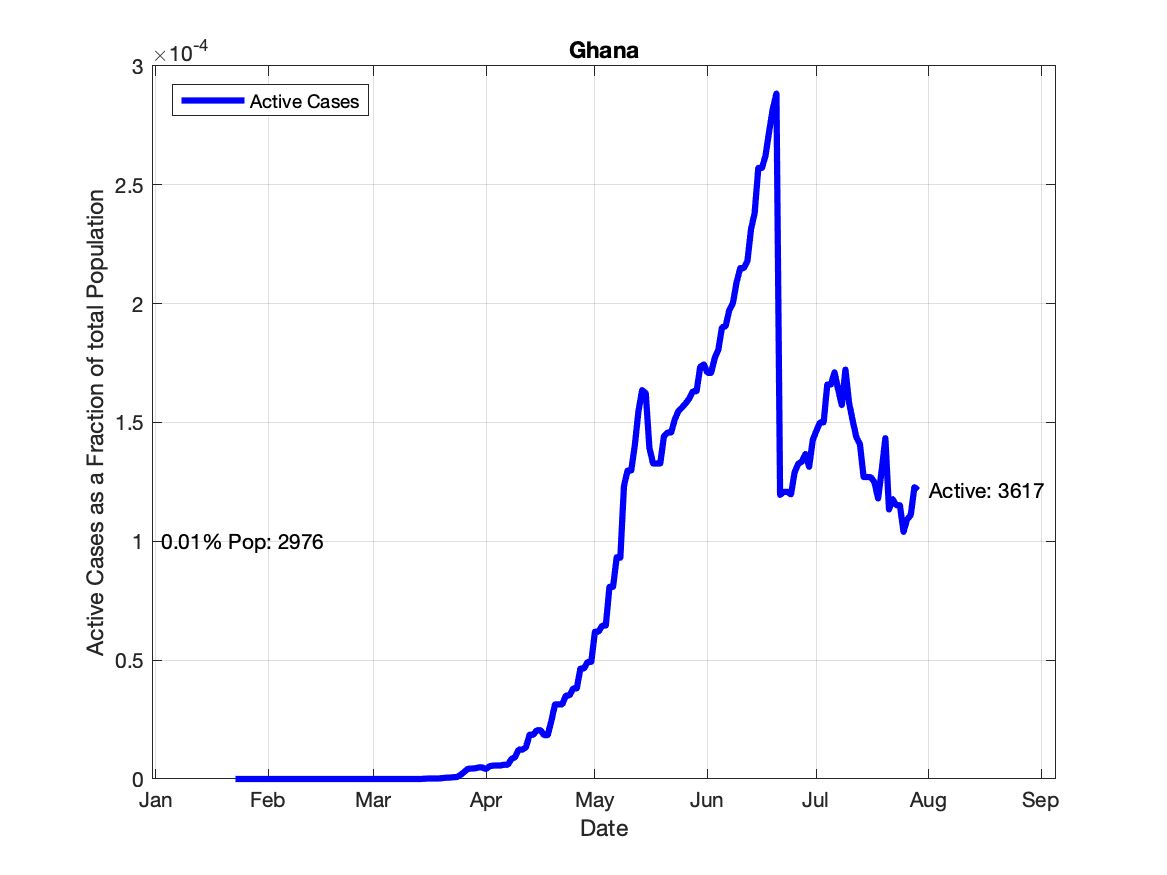 Ghana
×10-4
3
2.5
2
1.5
1
0.5
0
Active Cases as a Fraction of total Population
Active Cases
0.01% Pop: 2976
Active: 3617
Jan Feb Mar Apr May Jun Jul Aug Sep
Date